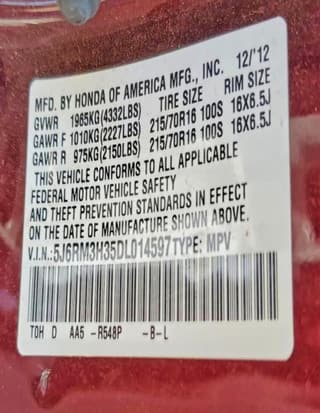 MFD. BY HONDA OF AMERICA MFG., INC. 12/'12
GVWR 1965KG(4332LBS) TIRE SIZE RIM SIZE
GAWR F 1010KG(2227LBS) 215/70R16 100S 16X6.5J
GAWR R 975KG(2150LBS) 215/70R16 100S 16X6.5J
THIS VEHICLE CONFORMS TO ALL APPLICABLE
FEDERAL MOTOR VEHICLE SAFETY
AND THEFT PREVENTION STANDARDS IN EFFECT
ON THE DATE OF MANUFACTURE SHOWN ABOVE.
V.I.N.:5J6RM3H35DL014597TYPE: MPV
TDH D AA5 -R548P -B-L